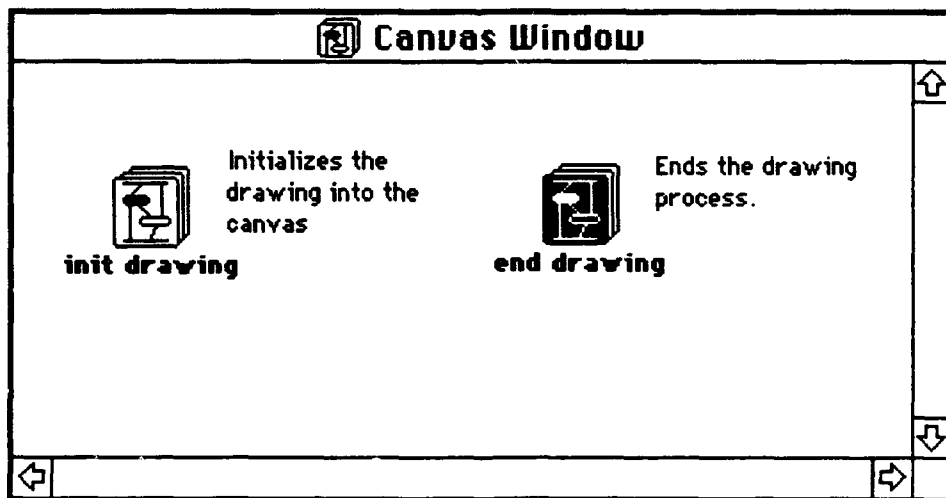 Canvas Window
Initializes the
drawing into the
canvas
init drawing
Ends the drawing
process.
end drawing